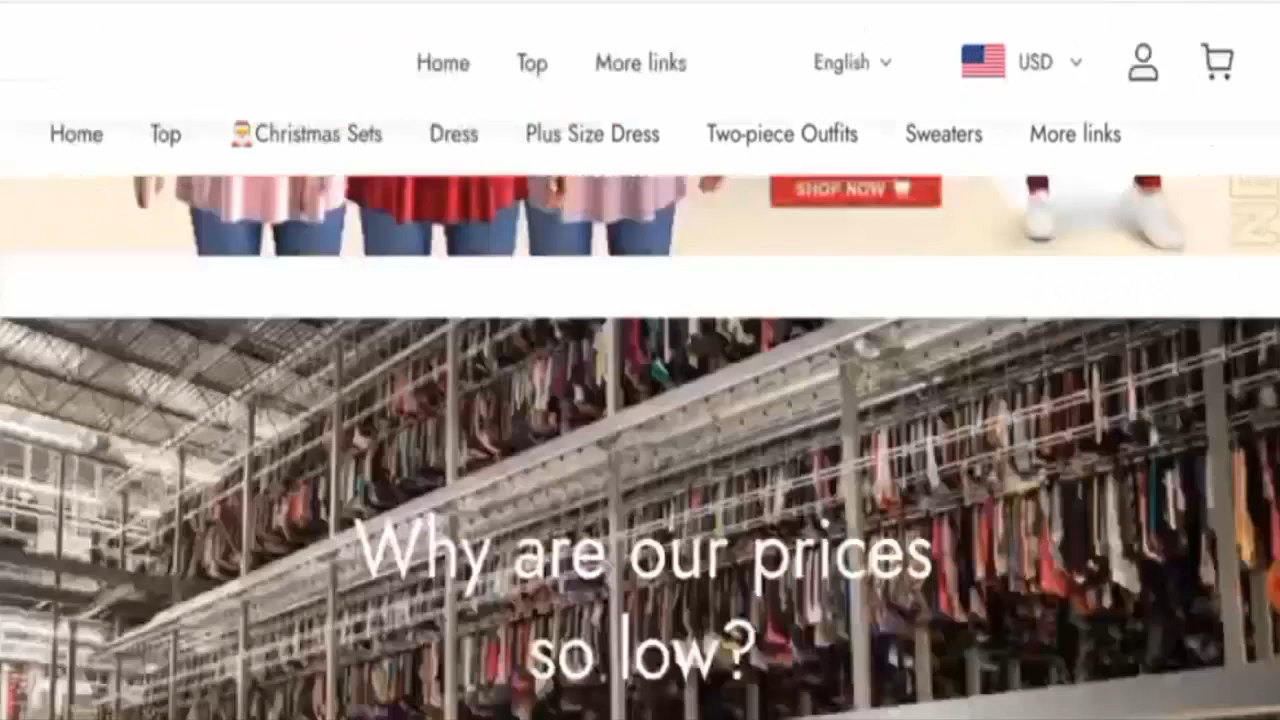 Home Top More links English USD
Home Top Christmas Sets Dress Plus Size Dress Two-piece Outfits Sweaters More links
SHOP NOW
Why are our prices
so low?